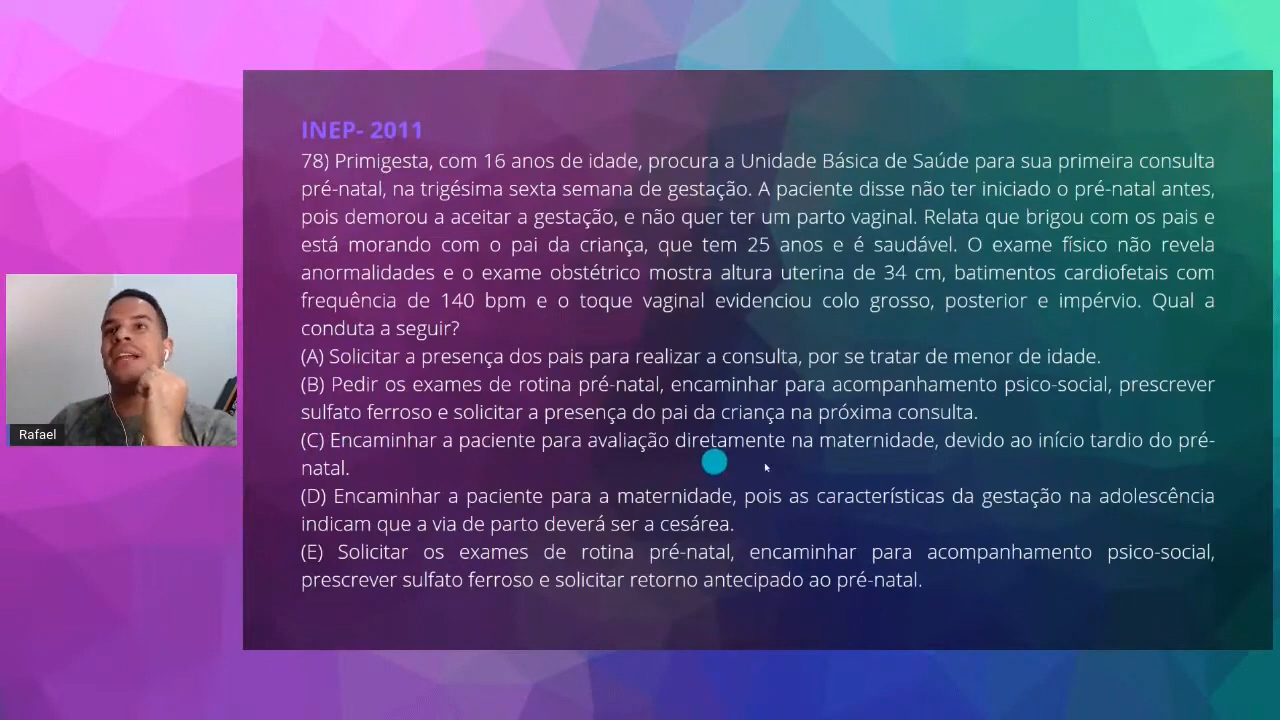 INEP- 2011
78) Primigesta, com 16 anos de idade, procura a Unidade Básica de Saúde para sua primeira consulta
pré-natal, na trigésima sexta semana de gestação. A paciente disse não ter iniciado o pré-natal antes,
pois demorou a aceitar a gestação, e não quer ter um parto vaginal. Relata que brigou com os pais e
está morando com o pai da criança, que tem 25 anos e é saudável. O exame físico não revela
anormalidades e o exame obstétrico mostra altura uterina de 34 cm, batimentos cardiofetais com
frequência de 140 bpm e o toque vaginal evidenciou colo grosso, posterior e impérvio. Qual a
conduta a seguir?
(A) Solicitar a presença dos pais para realizar a consulta, por se tratar de menor de idade.
(B) Pedir os exames de rotina pré-natal, encaminhar para acompanhamento psico-social, prescrever
sulfato ferroso e solicitar a presença do pai da criança na próxima consulta.
(C) Encaminhar a paciente para avaliação diretamente na maternidade, devido ao início tardio do pré-
natal.
(D) Encaminhar a paciente para a maternidade, pois as características da gestação na adolescência
indicam que a via de parto deverá ser a cesárea.
(E) Solicitar os exames de rotina pré-natal, encaminhar para acompanhamento psico-social,
prescrever sulfato ferroso e solicitar retorno antecipado ao pré-natal.
Rafael